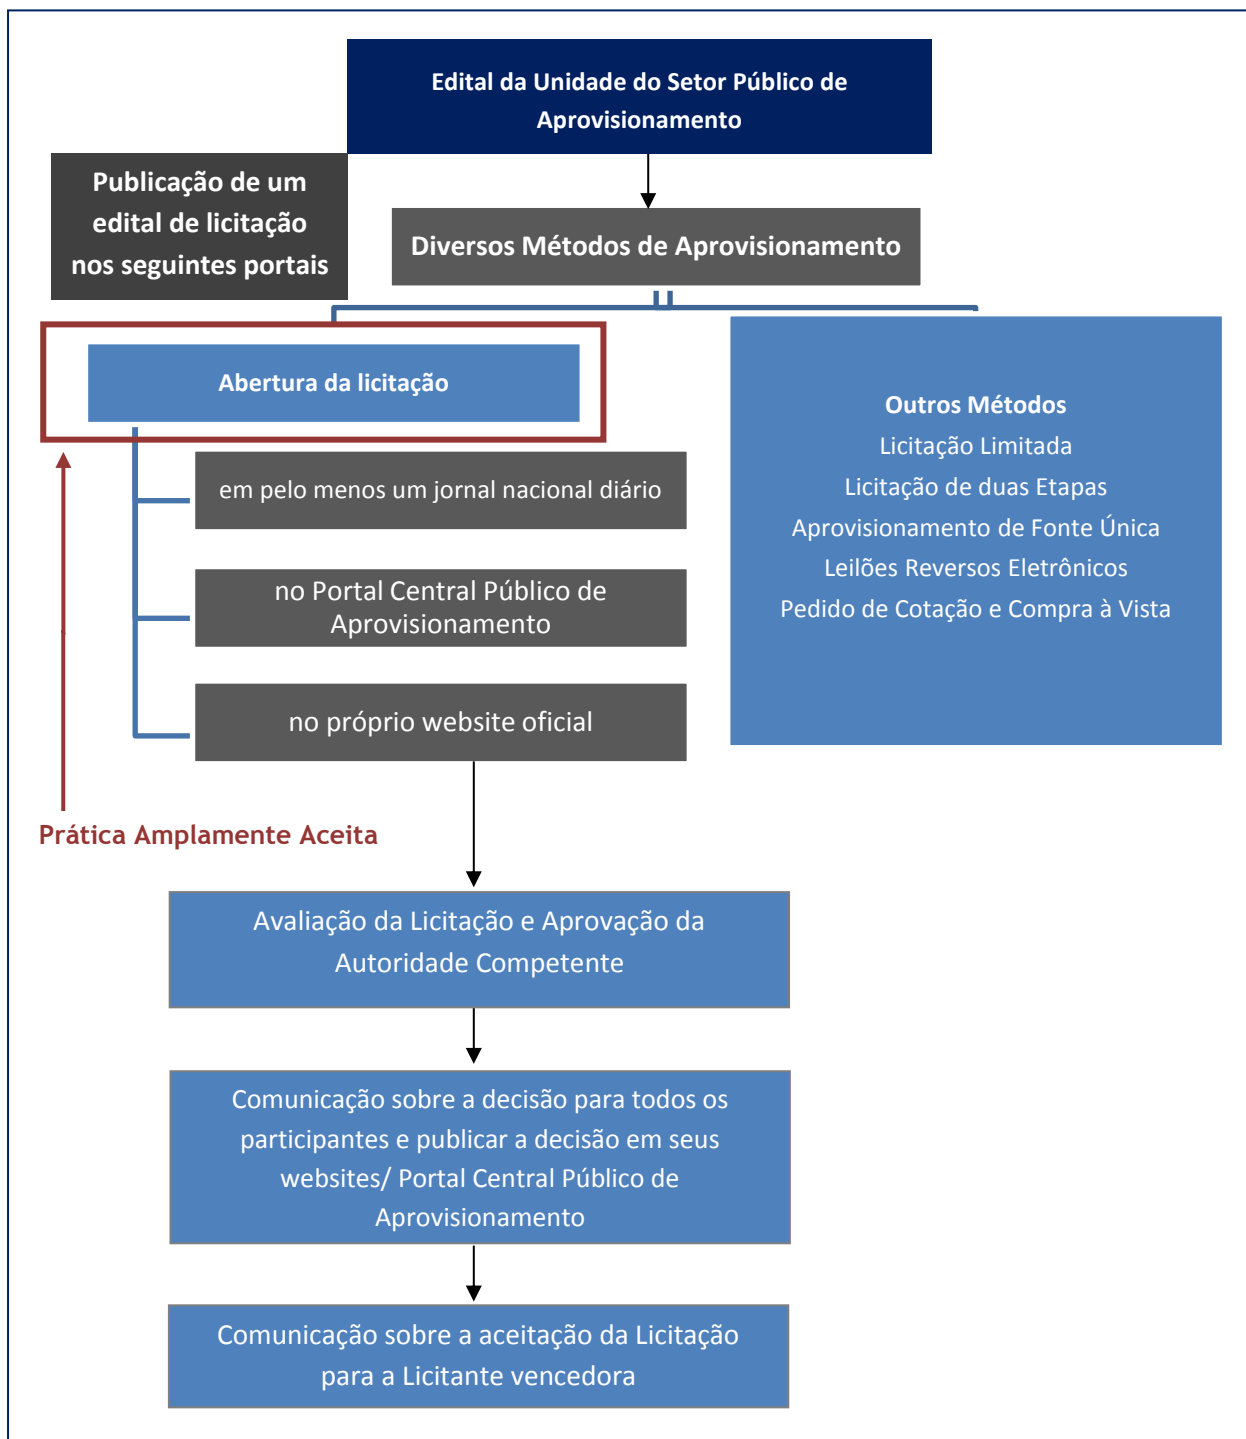 Edital da Unidade do Setor Público de
Aprovisionamento
Publicação de um
edital de licitação
nos seguintes portais
Diversos Métodos de Aprovisionamento
Abertura da licitação
em pelo menos um jornal nacional diário
no Portal Central Público de
Aprovisionamento
no próprio website oficial
Outros Métodos
Licitação Limitada
Licitação de duas Etapas
Aprovisionamento de Fonte Única
Leilões Reversos Eletrônicos
Pedido de Cotação e Compra à Vista
Prática Amplamente Aceita
Avaliação da Licitação e Aprovação da
Autoridade Competente
Comunicação sobre a decisão para todos os
participantes e publicar a decisão em seus
websites/ Portal Central Público de
Aprovisionamento
Comunicação sobre a aceitação da Licitação
para a Licitante vencedora